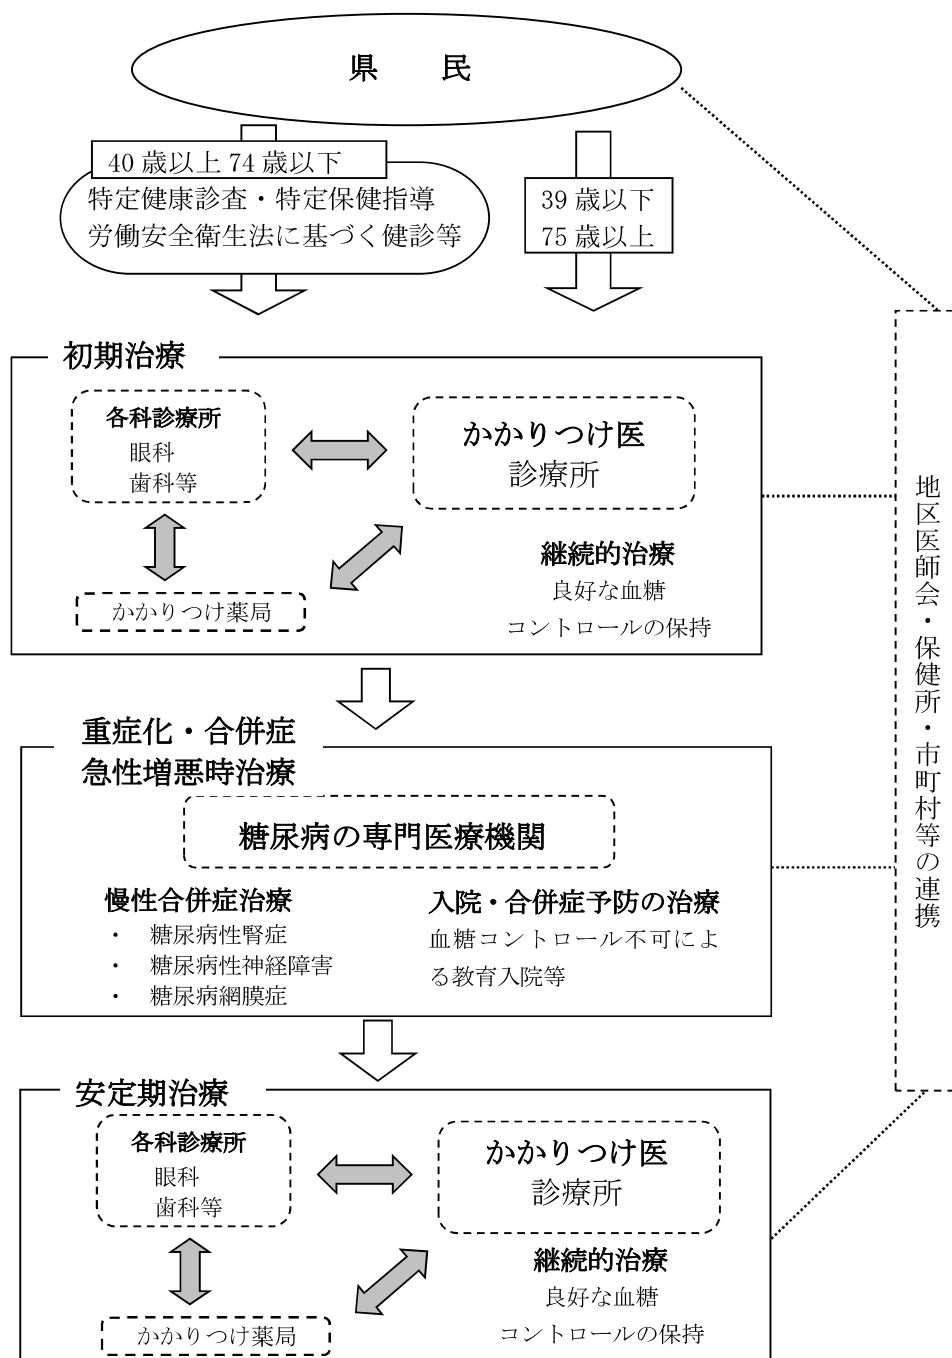 県　　民
40 歳以上 74 歳以下
特定健康診査・特定保健指導
労働安全衛生法に基づく健診等
39 歳以下
75 歳以上
初期治療
各科診療所
眼科
歯科等
かかりつけ医
診療所
かかりつけ薬局
継続的治療
良好な血糖
コントロールの保持
重症化・合併症
急性増悪時治療
糖尿病の専門医療機関
慢性合併症治療
・　糖尿病性腎症
・　糖尿病性神経障害
・　糖尿病網膜症
入院・合併症予防の治療
血糖コントロール不可によ
る教育入院等
安定期治療
各科診療所
眼科
歯科等
かかりつけ医
診療所
かかりつけ薬局
継続的治療
良好な血糖
コントロールの保持
地区医師会・保健所・市町村等の連携